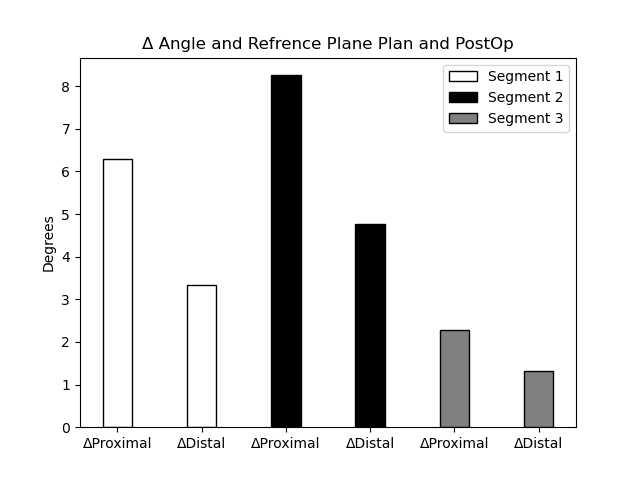 Δ Angle and Refrence Plane Plan and PostOp
Segment 1
Segment 2
Segment 3
Degrees
8
7
6
5
4
3
2
1
0
ΔProximal ΔDistal ΔProximal ΔDistal ΔProximal ΔDistal